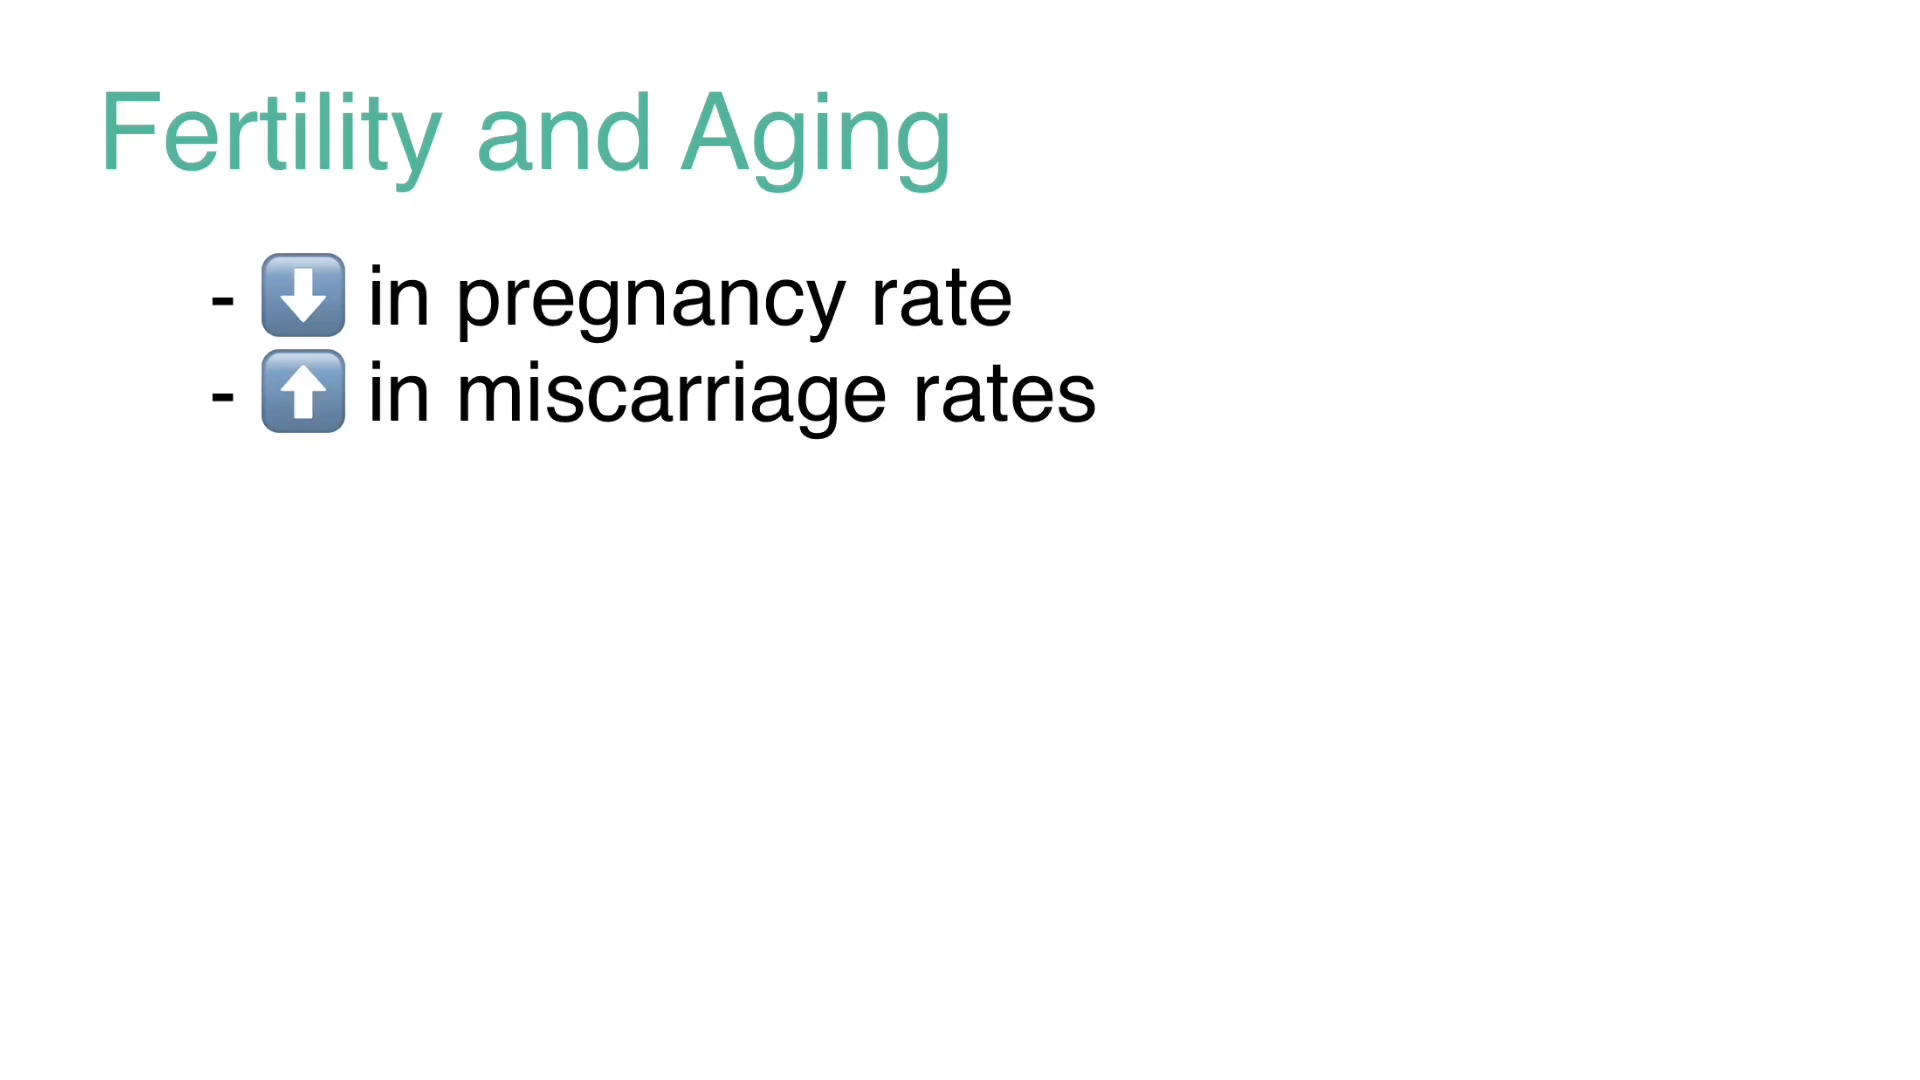 Fertility and Aging
- ⬇️ in pregnancy rate
- ⬆️ in miscarriage rates